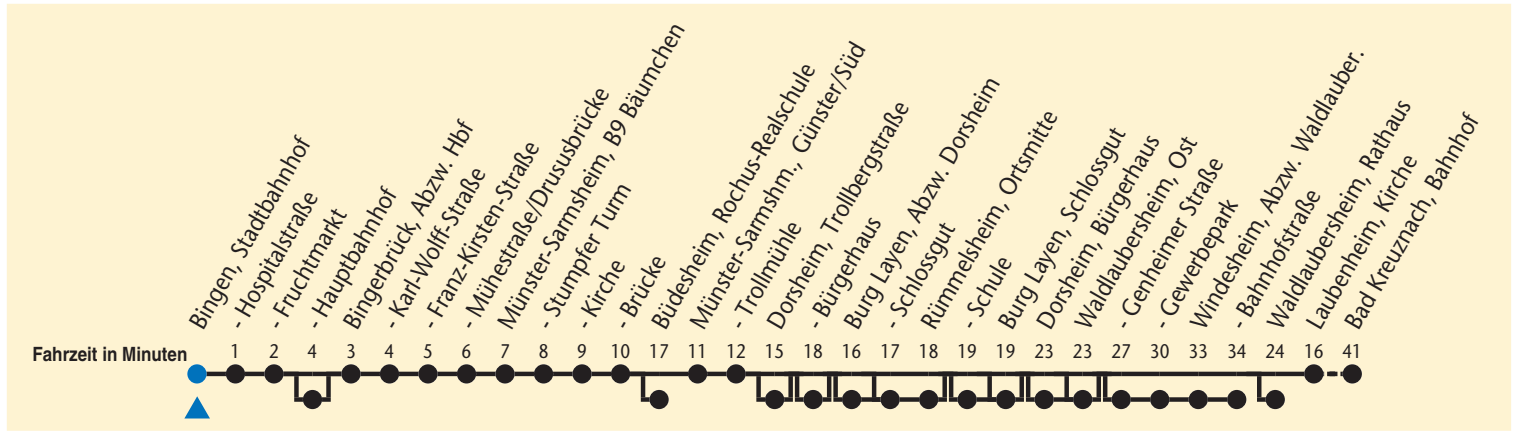 Bingen, Stadtbahnhof
- Hospitalstraße
- Fruchtmarkt
- Hauptbahnhof
Bingerbrück, Abzw. Hbf
- Karl-Wolff-Straße
- Franz-Kirsten-Straße
- Mühestraße/Drususbrücke
Münster-Sarmsheim, B9 Bäumchen
- Stumpfer Turm
- Kirche
- Brücke
Büdesheim, Rochus-Realschule
Münster-Sarmshm., Günster/Süd
- Trollmühle
Dorsheim, Trollbergstraße
- Bürgerhaus
Burg Layen, Abzw. Dorsheim
- Schlossgut
Rümmelsheim, Ortsmitte
- Schule
Burg Layen, Schlossgut
Dorsheim, Bürgerhaus
Waldlaubersheim, Ost
- Genheimer Straße
- Gewerbepark
Windesheim, Abzw. Waldlauber.
- Bahnhofstraße
Waldlaubersheim, Rathaus
Laubenheim, Kirche
Bad Kreuznach, Bahnhof
Fahrzeit in Minuten 1 2 4 3 4 5 6 7 8 9 10 17 11 12 15 18 16 17 18 19 19 23 23 27 30 33 34 24 16 41